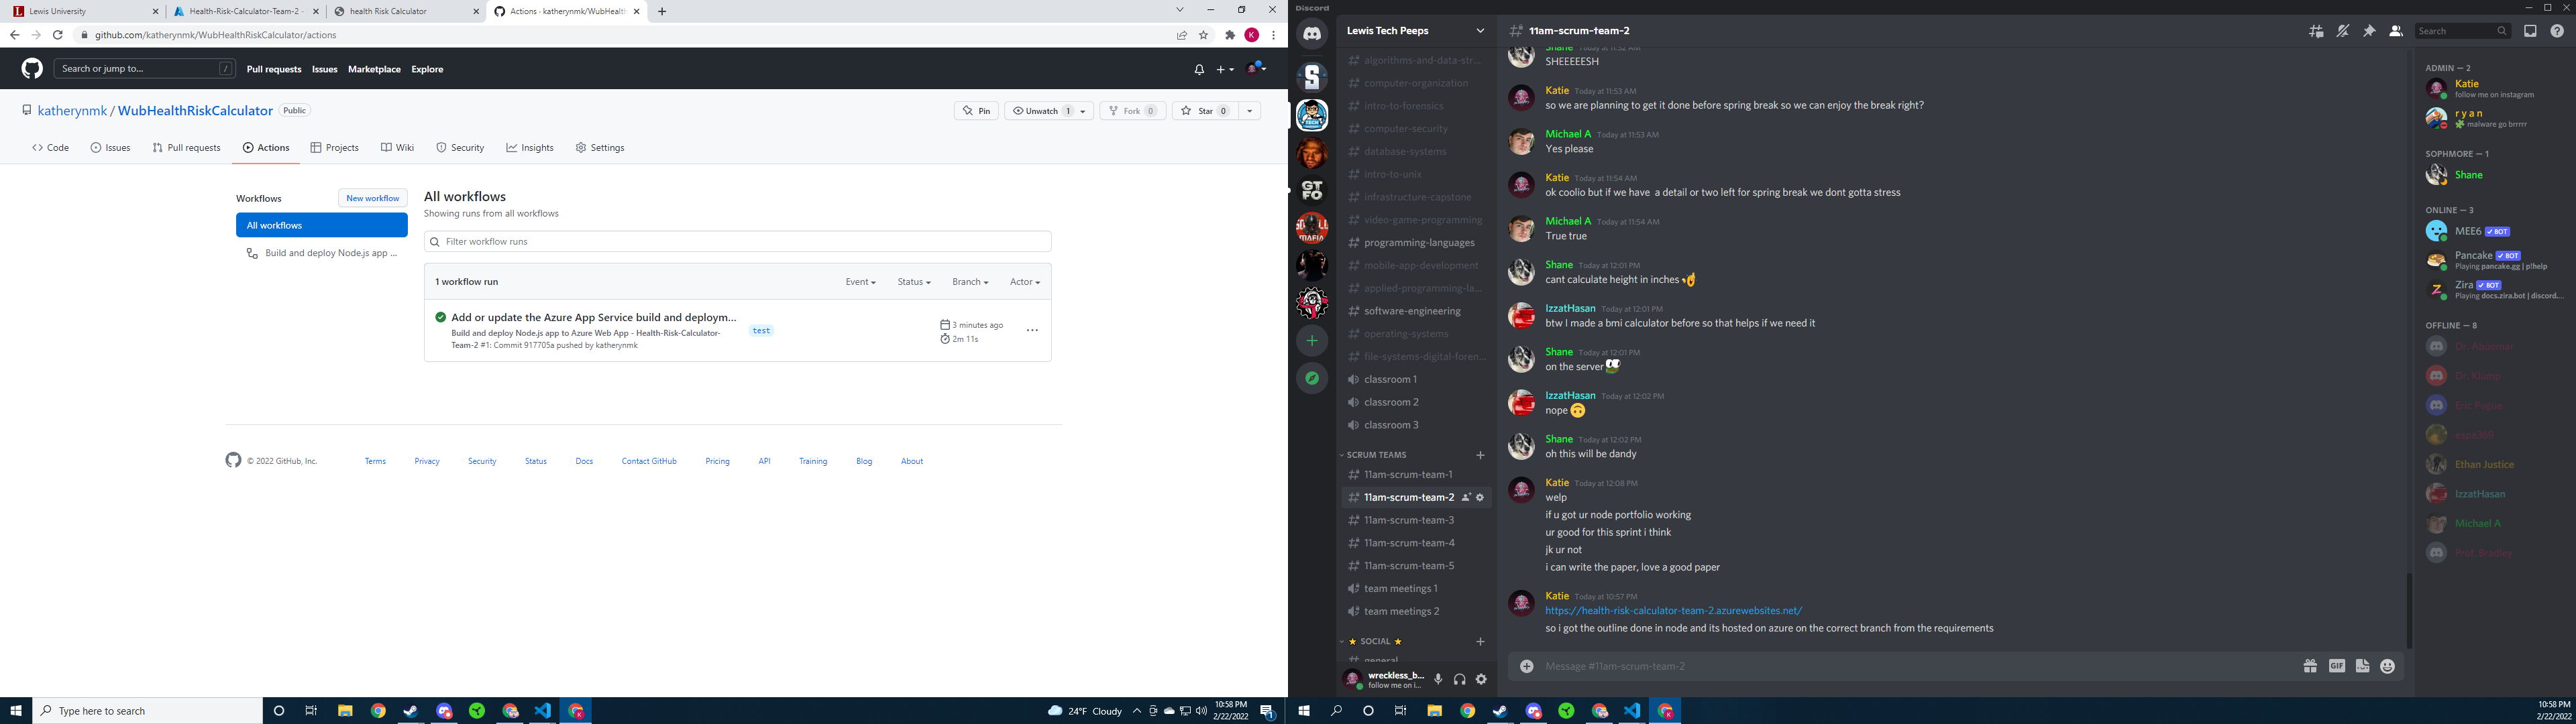 Lewis University
Health-Risk-Calculator-Team-2 -
health Risk Calculator
Actions · katherynmk/WubHealth
github.com/katherynmk/WubHealthRiskCalculator/actions
K
Search or jump to...
/
Pull requests
Issues
Marketplace
Explore
katherynmk / WubHealthRiskCalculator
Public
Pin
Unwatch 1
Fork 0
Star 0
Code
Issues
Pull requests
Actions
Projects
Wiki
Security
Insights
Settings
Workflows
New workflow
All workflows
Build and deploy Node.js app ...
All workflows
Showing runs from all workflows
Filter workflow runs
1 workflow run
Event
Status
Branch
Actor
Add or update the Azure App Service build and deploym...
Build and deploy Node.js app to Azure Web App - Health-Risk-Calculator-
Team-2 #1: Commit 917705a pushed by katherynmk
test
3 minutes ago
2m 11s
© 2022 GitHub, Inc.
Terms
Privacy
Security
Status
Docs
Contact GitHub
Pricing
API
Training
Blog
About
Type here to search
24°F Cloudy
10:58 PM
2/22/2022
1
Discord
GT
FO
Lewis Tech Peeps
algorithms-and-data-str...
computer-organization
intro-to-forensics
computer-security
database-systems
intro-to-unix
infrastructure-capstone
video-game-programming
programming-languages
mobile-app-development
applied-programming-la...
software-engineering
operating-systems
file-systems-digital-foren...
classroom 1
classroom 2
classroom 3
SCRUM TEAMS
11am-scrum-team-1
11am-scrum-team-2
11am-scrum-team-3
11am-scrum-team-4
11am-scrum-team-5
team meetings 1
team meetings 2
★ SOCIAL ★
general
wreckless_b...
follow me on i...
11am-scrum-team-2
Search
Shane Today at 11:52 AM
SHEEEEESH
Katie Today at 11:53 AM
so we are planning to get it done before spring break so we can enjoy the break right?
Michael A Today at 11:53 AM
Yes please
Katie Today at 11:54 AM
ok coolio but if we have a detail or two left for spring break we dont gotta stress
Michael A Today at 11:54 AM
True true
Shane Today at 12:01 PM
cant calculate height in inches
IzzatHasan Today at 12:01 PM
btw I made a bmi calculator before so that helps if we need it
Shane Today at 12:01 PM
on the server
IzzatHasan Today at 12:02 PM
nope 🙃
Shane Today at 12:02 PM
oh this will be dandy
Katie Today at 12:08 PM
welp
if u got ur node portfolio working
ur good for this sprint i think
jk ur not
i can write the paper, love a good paper
Katie Today at 10:57 PM
https://health-risk-calculator-team-2.azurewebsites.net/
so i got the outline done in node and its hosted on azure on the correct branch from the requirements
Message #11am-scrum-team-2
GIF
ADMIN — 2
Katie
follow me on instagram
r y a n
malware go brrrrr
SOPHMORE — 1
Shane
ONLINE — 3
MEE6 ✓ BOT
Pancake ✓ BOT
Playing pancake.gg | p!help
Zira ✓ BOT
Playing docs.zira.bot | discord....
OFFLINE — 8
Dr. Klump
Eric Pogue
Ethan Justice
IzzatHasan
Michael A
Prof. Bradley
10:58 PM
2/22/2022